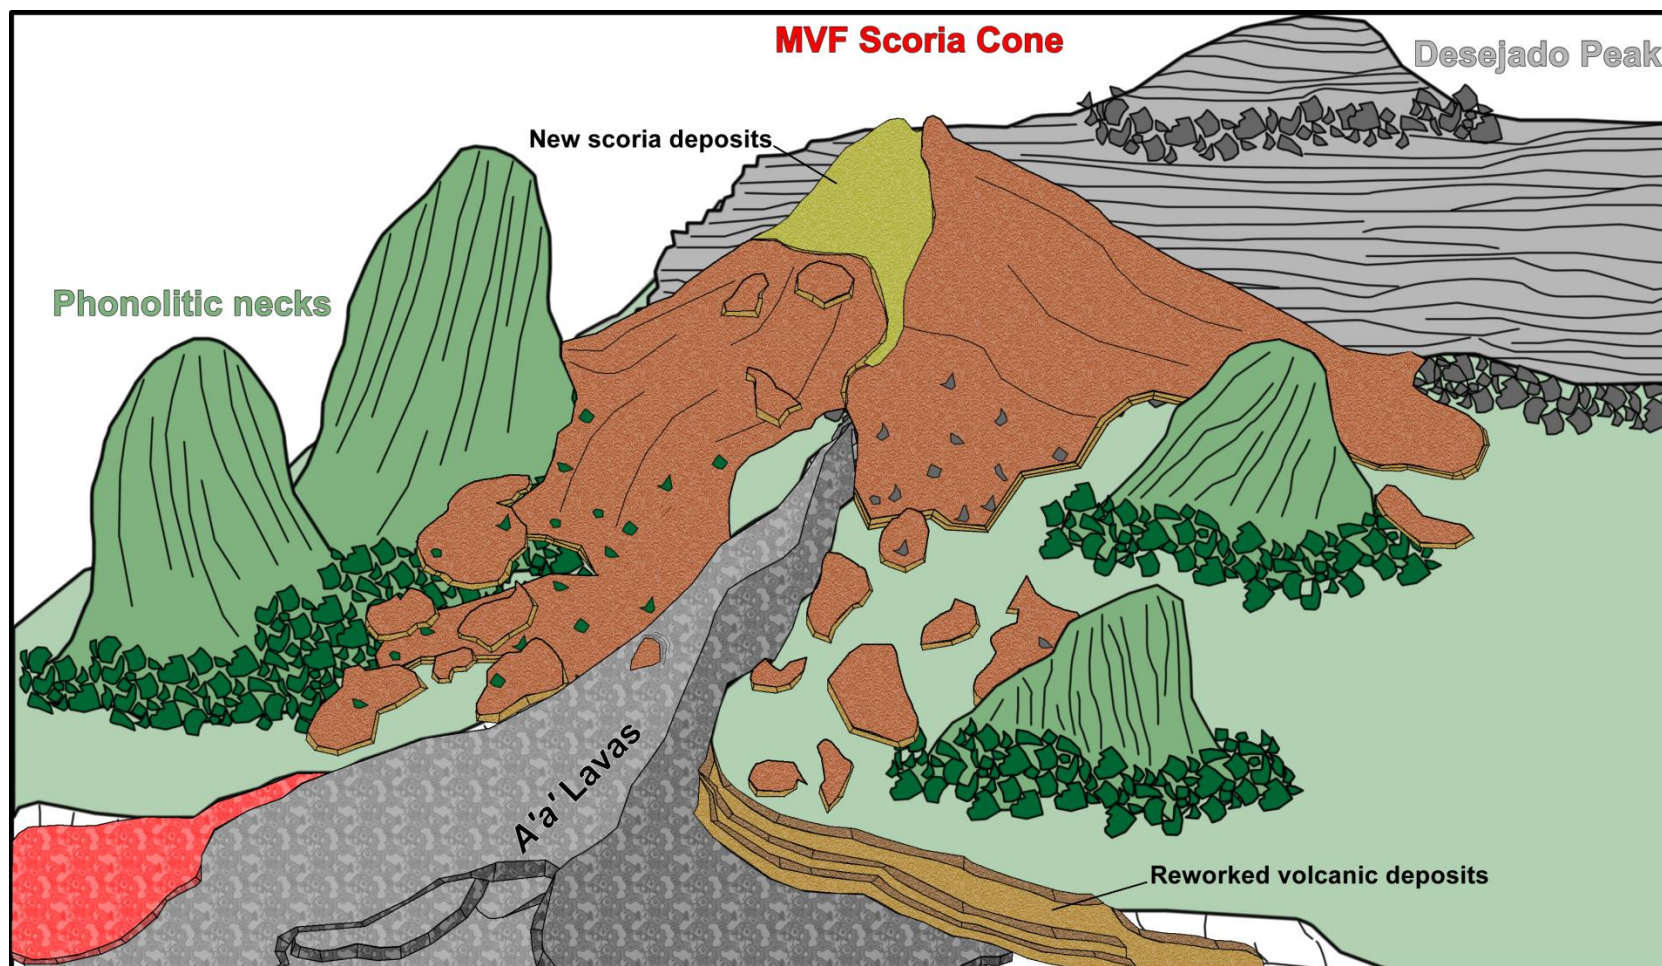 MVF Scoria Cone
Desejado Peak
New scoria deposits
Phonolitic necks
A'a' Lavas
Reworked volcanic deposits